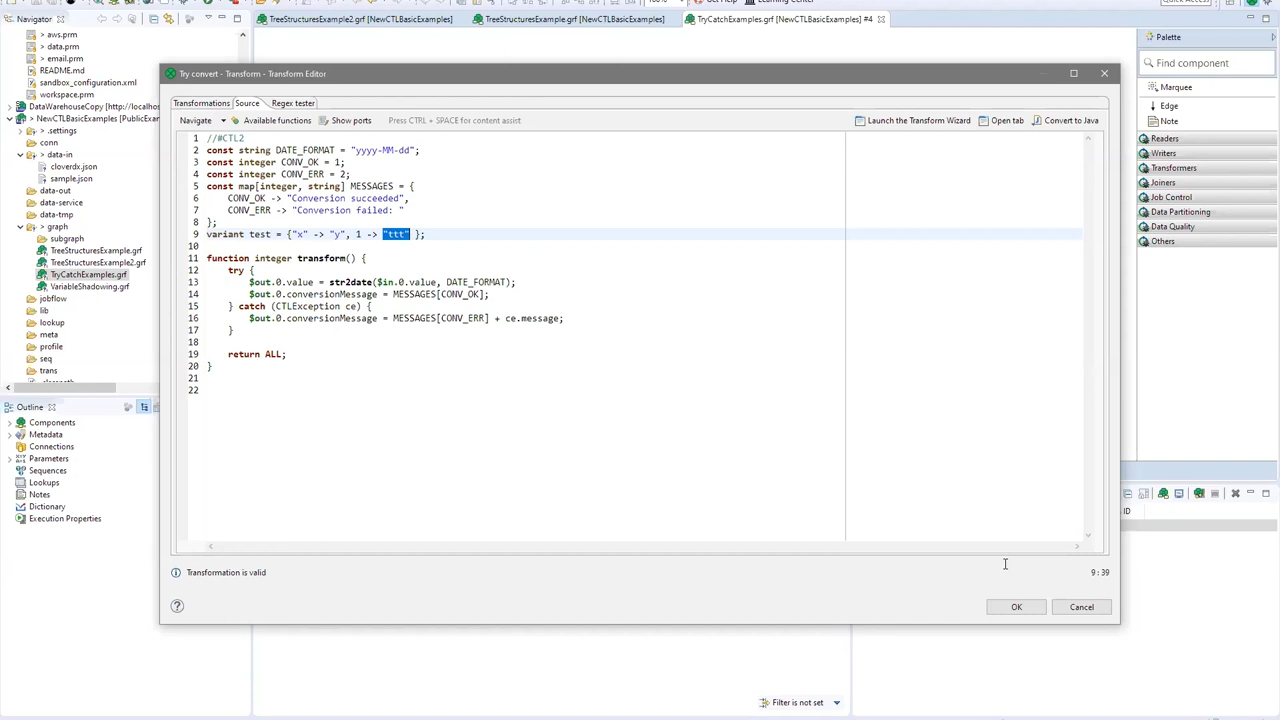 Quick Access
Navigator
TreeStructuresExample2.grf [NewCTLBasicExamples]
TreeStructuresExample.grf [NewCTLBasicExamples]
TryCatchExamples.grf [NewCTLBasicExamples] #4
> aws.prm
> data.prm
> email.prm
README.md
sandbox_configuration.xml
workspace.prm
DataWarehouseCopy [http://localhos
> NewCTLBasicExamples [PublicExam
> .settings
conn
> data-in
cloverdx.json
sample.json
data-out
data-service
data-tmp
> graph
subgraph
TreeStructuresExample.grf
TreeStructuresExample2.grf
TryCatchExamples.grf
VariableShadowing.grf
jobflow
lib
lookup
meta
profile
seq
trans
Outline
Components
Metadata
Connections
Parameters
Sequences
Lookups
Notes
Dictionary
Execution Properties
Try convert - Transform - Transform Editor
Transformations Source Regex tester
Navigate Available functions Show ports Press CTRL + SPACE for content assist Launch the Transform Wizard Open tab Convert to Java
1 //#CTL2
2 const string DATE_FORMAT = "yyyy-MM-dd";
3 const integer CONV_OK = 1;
4 const integer CONV_ERR = 2;
5 const map[integer, string] MESSAGES = {
6 CONV_OK -> "Conversion succeeded",
7 CONV_ERR -> "Conversion failed: "
8 };
9 variant test = {"x" -> "y", 1 -> "ttt" };
10
11 function integer transform() {
12 try {
13 $out.0.value = str2date($in.0.value, DATE_FORMAT);
14 $out.0.conversionMessage = MESSAGES[CONV_OK];
15 } catch (CTLException ce) {
16 $out.0.conversionMessage = MESSAGES[CONV_ERR] + ce.message;
17 }
18
19 return ALL;
20 }
21
22
Transformation is valid
9 : 39
OK Cancel
Palette
Find component
Marquee
Edge
Note
Readers
Writers
Transformers
Joiners
Job Control
Data Partitioning
Data Quality
Others
ID
Filter is not set